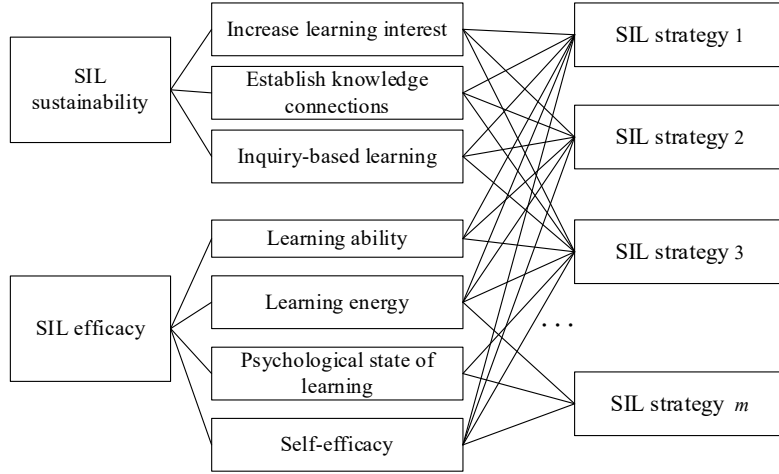 SIL
sustainability
Increase learning interest
Establish knowledge
connections
Inquiry-based learning
SIL efficacy
Learning ability
Learning energy
Psychological state of
learning
Self-efficacy
SIL strategy 1
SIL strategy 2
SIL strategy 3
...
SIL strategy m